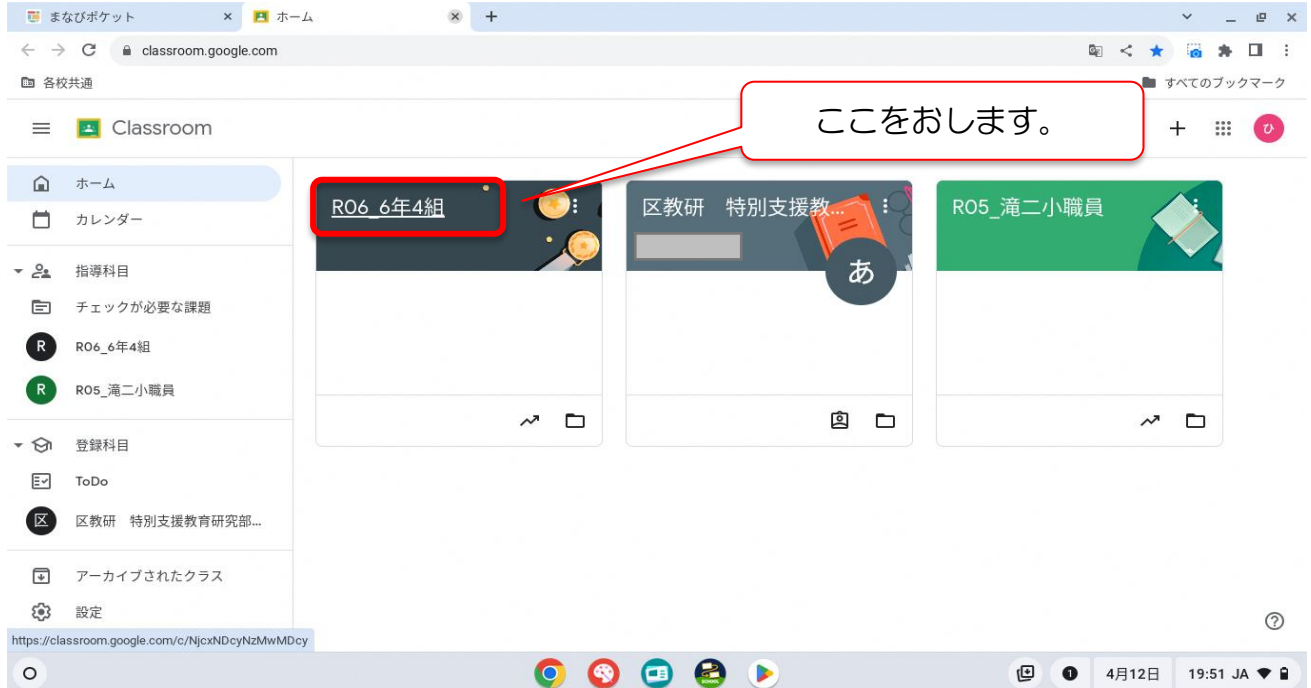 まなびポケット
ホーム
classroom.google.com
各校共通
すべてのブックマーク
Classroom
ひ
ここをおします。
ホーム
カレンダー
指導科目
チェックが必要な課題
R
R06_6年4組
R
R05_滝二小職員
登録科目
ToDo
区
区教研 特別支援教育研究部...
アーカイブされたクラス
設定
R06_6年4組
区教研 特別支援教...
あ
R05_滝二小職員
https://classroom.google.com/c/NjcxNDcyNzMwMDcy
SCHOOL
1
4月12日
19:51 JA